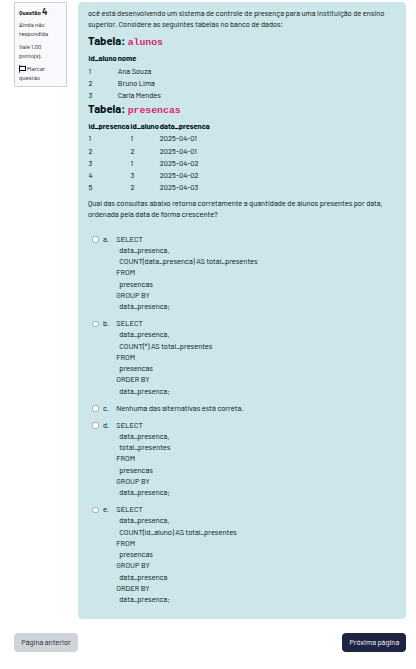 Questão 4
Ainda não
respondida
Vale 1,00
ponto(s).
Marcar
questão
ocê está desenvolvendo um sistema de controle de presença para uma instituição de ensino
superior. Considere as seguintes tabelas no banco de dados:
Tabela: alunos
id_aluno nome
1 Ana Souza
2 Bruno Lima
3 Carla Mendes
Tabela: presencas
id_presenca id_aluno data_presenca
1 1 2025-04-01
2 2 2025-04-01
3 1 2025-04-02
4 3 2025-04-02
5 2 2025-04-03
Qual das consultas abaixo retorna corretamente a quantidade de alunos presentes por data,
ordenada pela data de forma crescente?
a. SELECT
data_presenca,
COUNT(data_presenca) AS total_presentes
FROM
presencas
GROUP BY
data_presenca;
b. SELECT
data_presenca,
COUNT(*) AS total_presentes
FROM
presencas
ORDER BY
data_presenca;
c. Nenhuma das alternativas está correta.
d. SELECT
data_presenca,
total_presentes
FROM
presencas
GROUP BY
data_presenca;
e. SELECT
data_presenca,
COUNT(id_aluno) AS total_presentes
FROM
presencas
GROUP BY
data_presenca
ORDER BY
data_presenca;
Página anterior
Próxima página